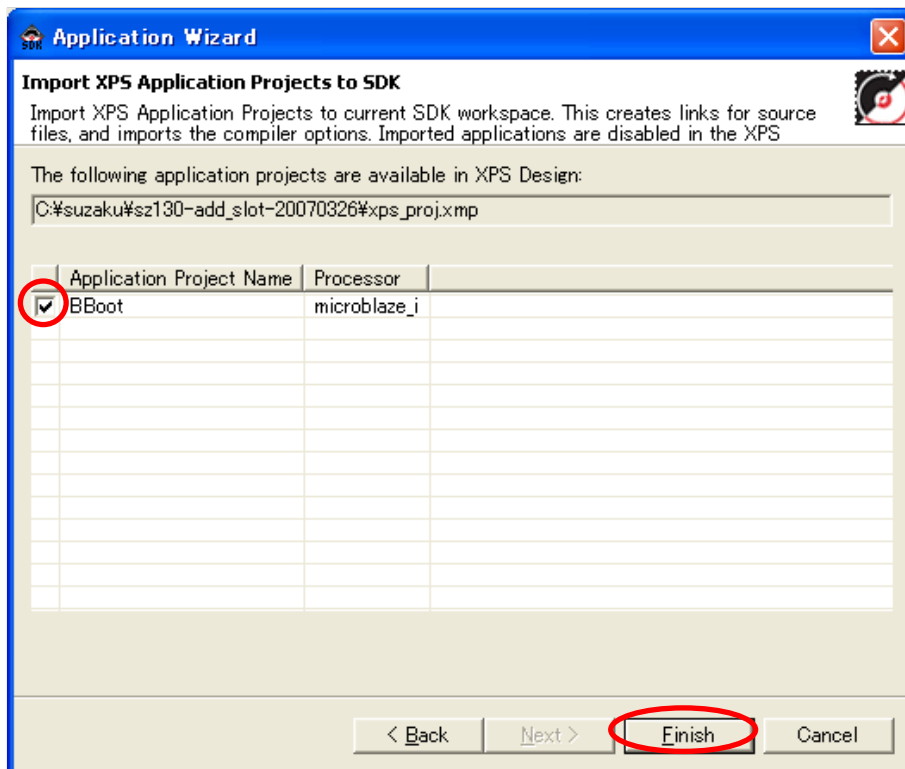 Application Wizard
Import XPS Application Projects to SDK
Import XPS Application Projects to current SDK workspace. This creates links for source
files, and imports the compiler options. Imported applications are disabled in the XPS
The following application projects are available in XPS Design:
C:¥suzaku¥sz130-add_slot-20070326¥xps_proj.xmp
Application Project Name Processor
BBoot microblaze_i
< Back Next > Finish Cancel